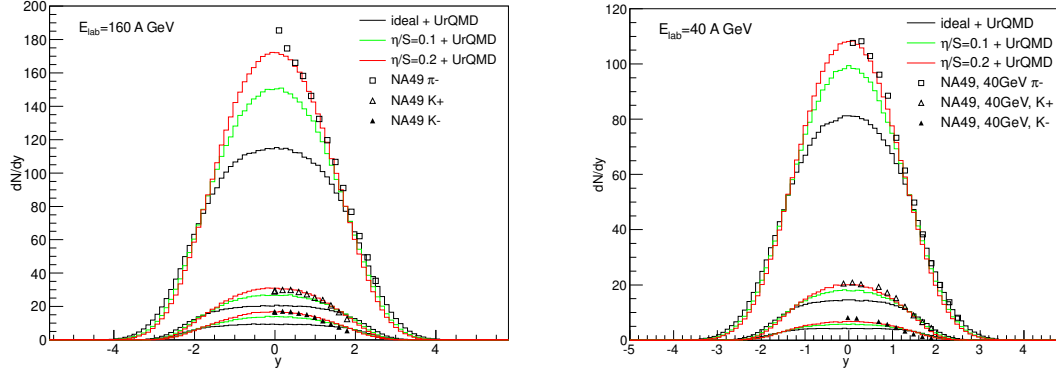 E_lab=160 A GeV
ideal + UrQMD
η/S=0.1 + UrQMD
η/S=0.2 + UrQMD
NA49 π-
NA49 K+
NA49 K-
dN/dy
200
180
160
140
120
100
80
60
40
20
0
-4 -2 0 2 4
y
E_lab=40 A GeV
ideal + UrQMD
η/S=0.1 + UrQMD
η/S=0.2 + UrQMD
NA49, 40GeV π-
NA49, 40GeV, K+
NA49, 40GeV, K-
dN/dy
120
100
80
60
40
20
0
-5 -4 -3 -2 -1 0 1 2 3 4
y